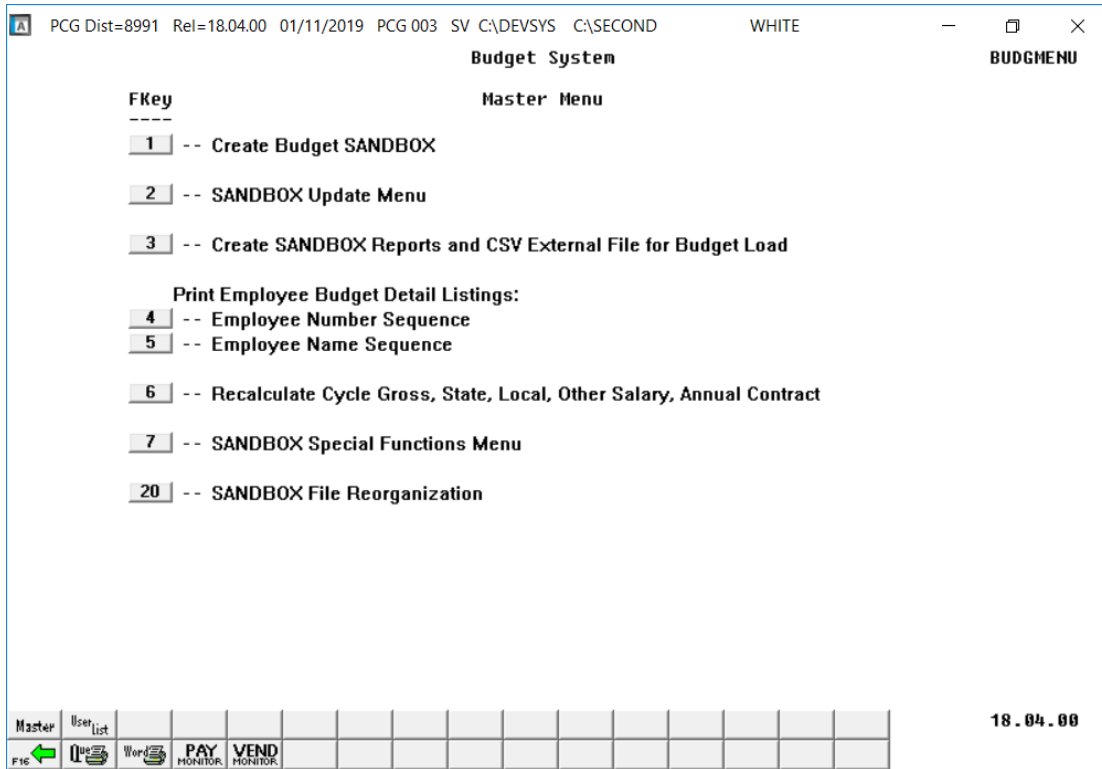 A PCG Dist=8991 Rel=18.04.00 01/11/2019 PCG 003 SV C:\DEVSYS C:\SECOND WHITE
Budget System BUDGMENU
FKey Master Menu
----
1 -- Create Budget SANDBOX
2 -- SANDBOX Update Menu
3 -- Create SANDBOX Reports and CSV External File for Budget Load
Print Employee Budget Detail Listings:
4 -- Employee Number Sequence
5 -- Employee Name Sequence
6 -- Recalculate Cycle Gross, State, Local, Other Salary, Annual Contract
7 -- SANDBOX Special Functions Menu
20 -- SANDBOX File Reorganization
Master User List 18.04.00
F16 Que Word PAY MONITOR VEND MONITOR